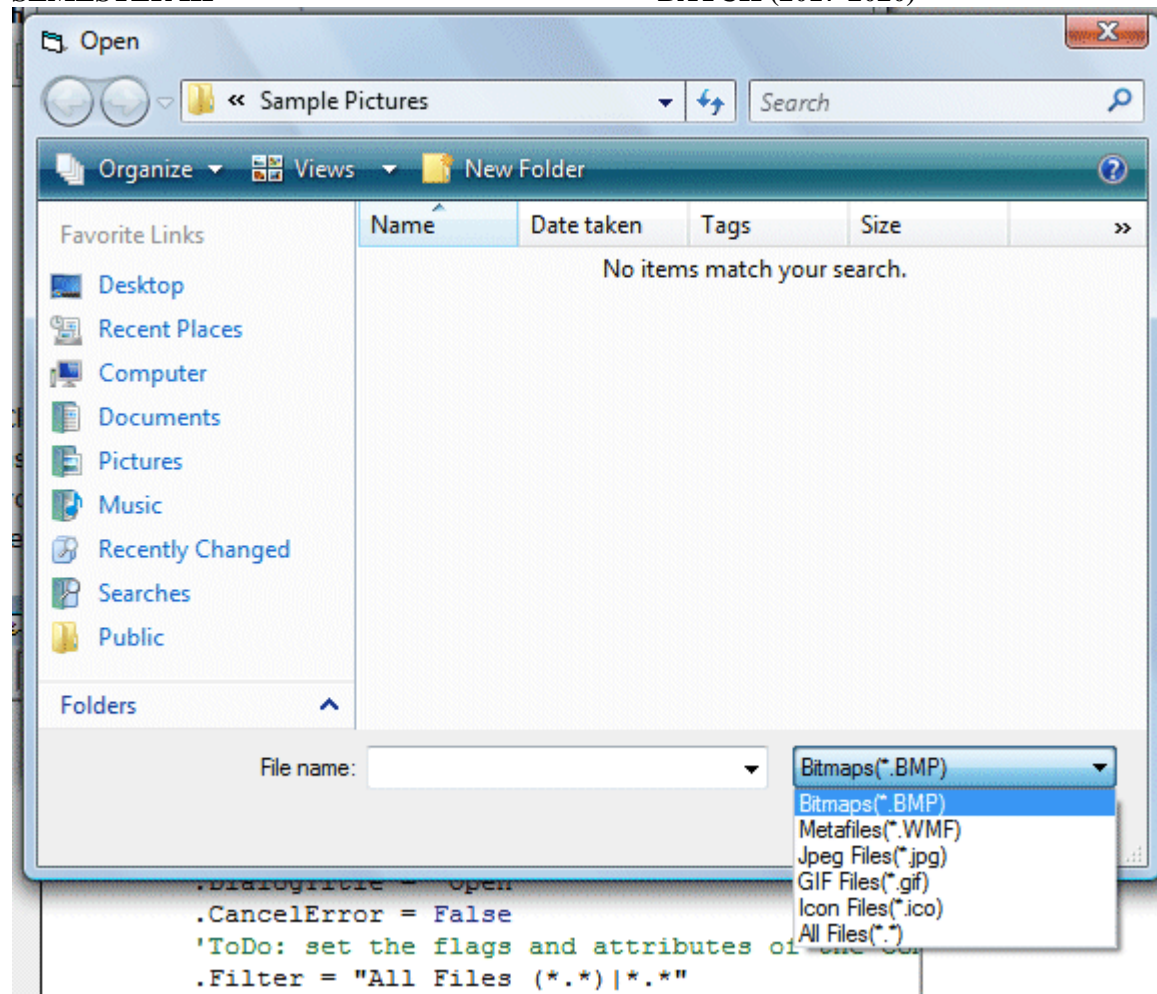 Open
« Sample Pictures
Search
Organize Views New Folder
Favorite Links
Name Date taken Tags Size »
No items match your search.
Desktop
Recent Places
Computer
Documents
Pictures
Music
Recently Changed
Searches
Public
Folders
File name:
Bitmaps(*.BMP)
Bitmaps(*.BMP)
Metafiles(*.WMF)
Jpeg Files(*.jpg)
GIF Files(*.gif)
Icon Files(*.ico)
All Files(*.*)
.CancelError = False
'ToDo: set the flags and attributes of
.Filter = "All Files (*.*)|*.*"